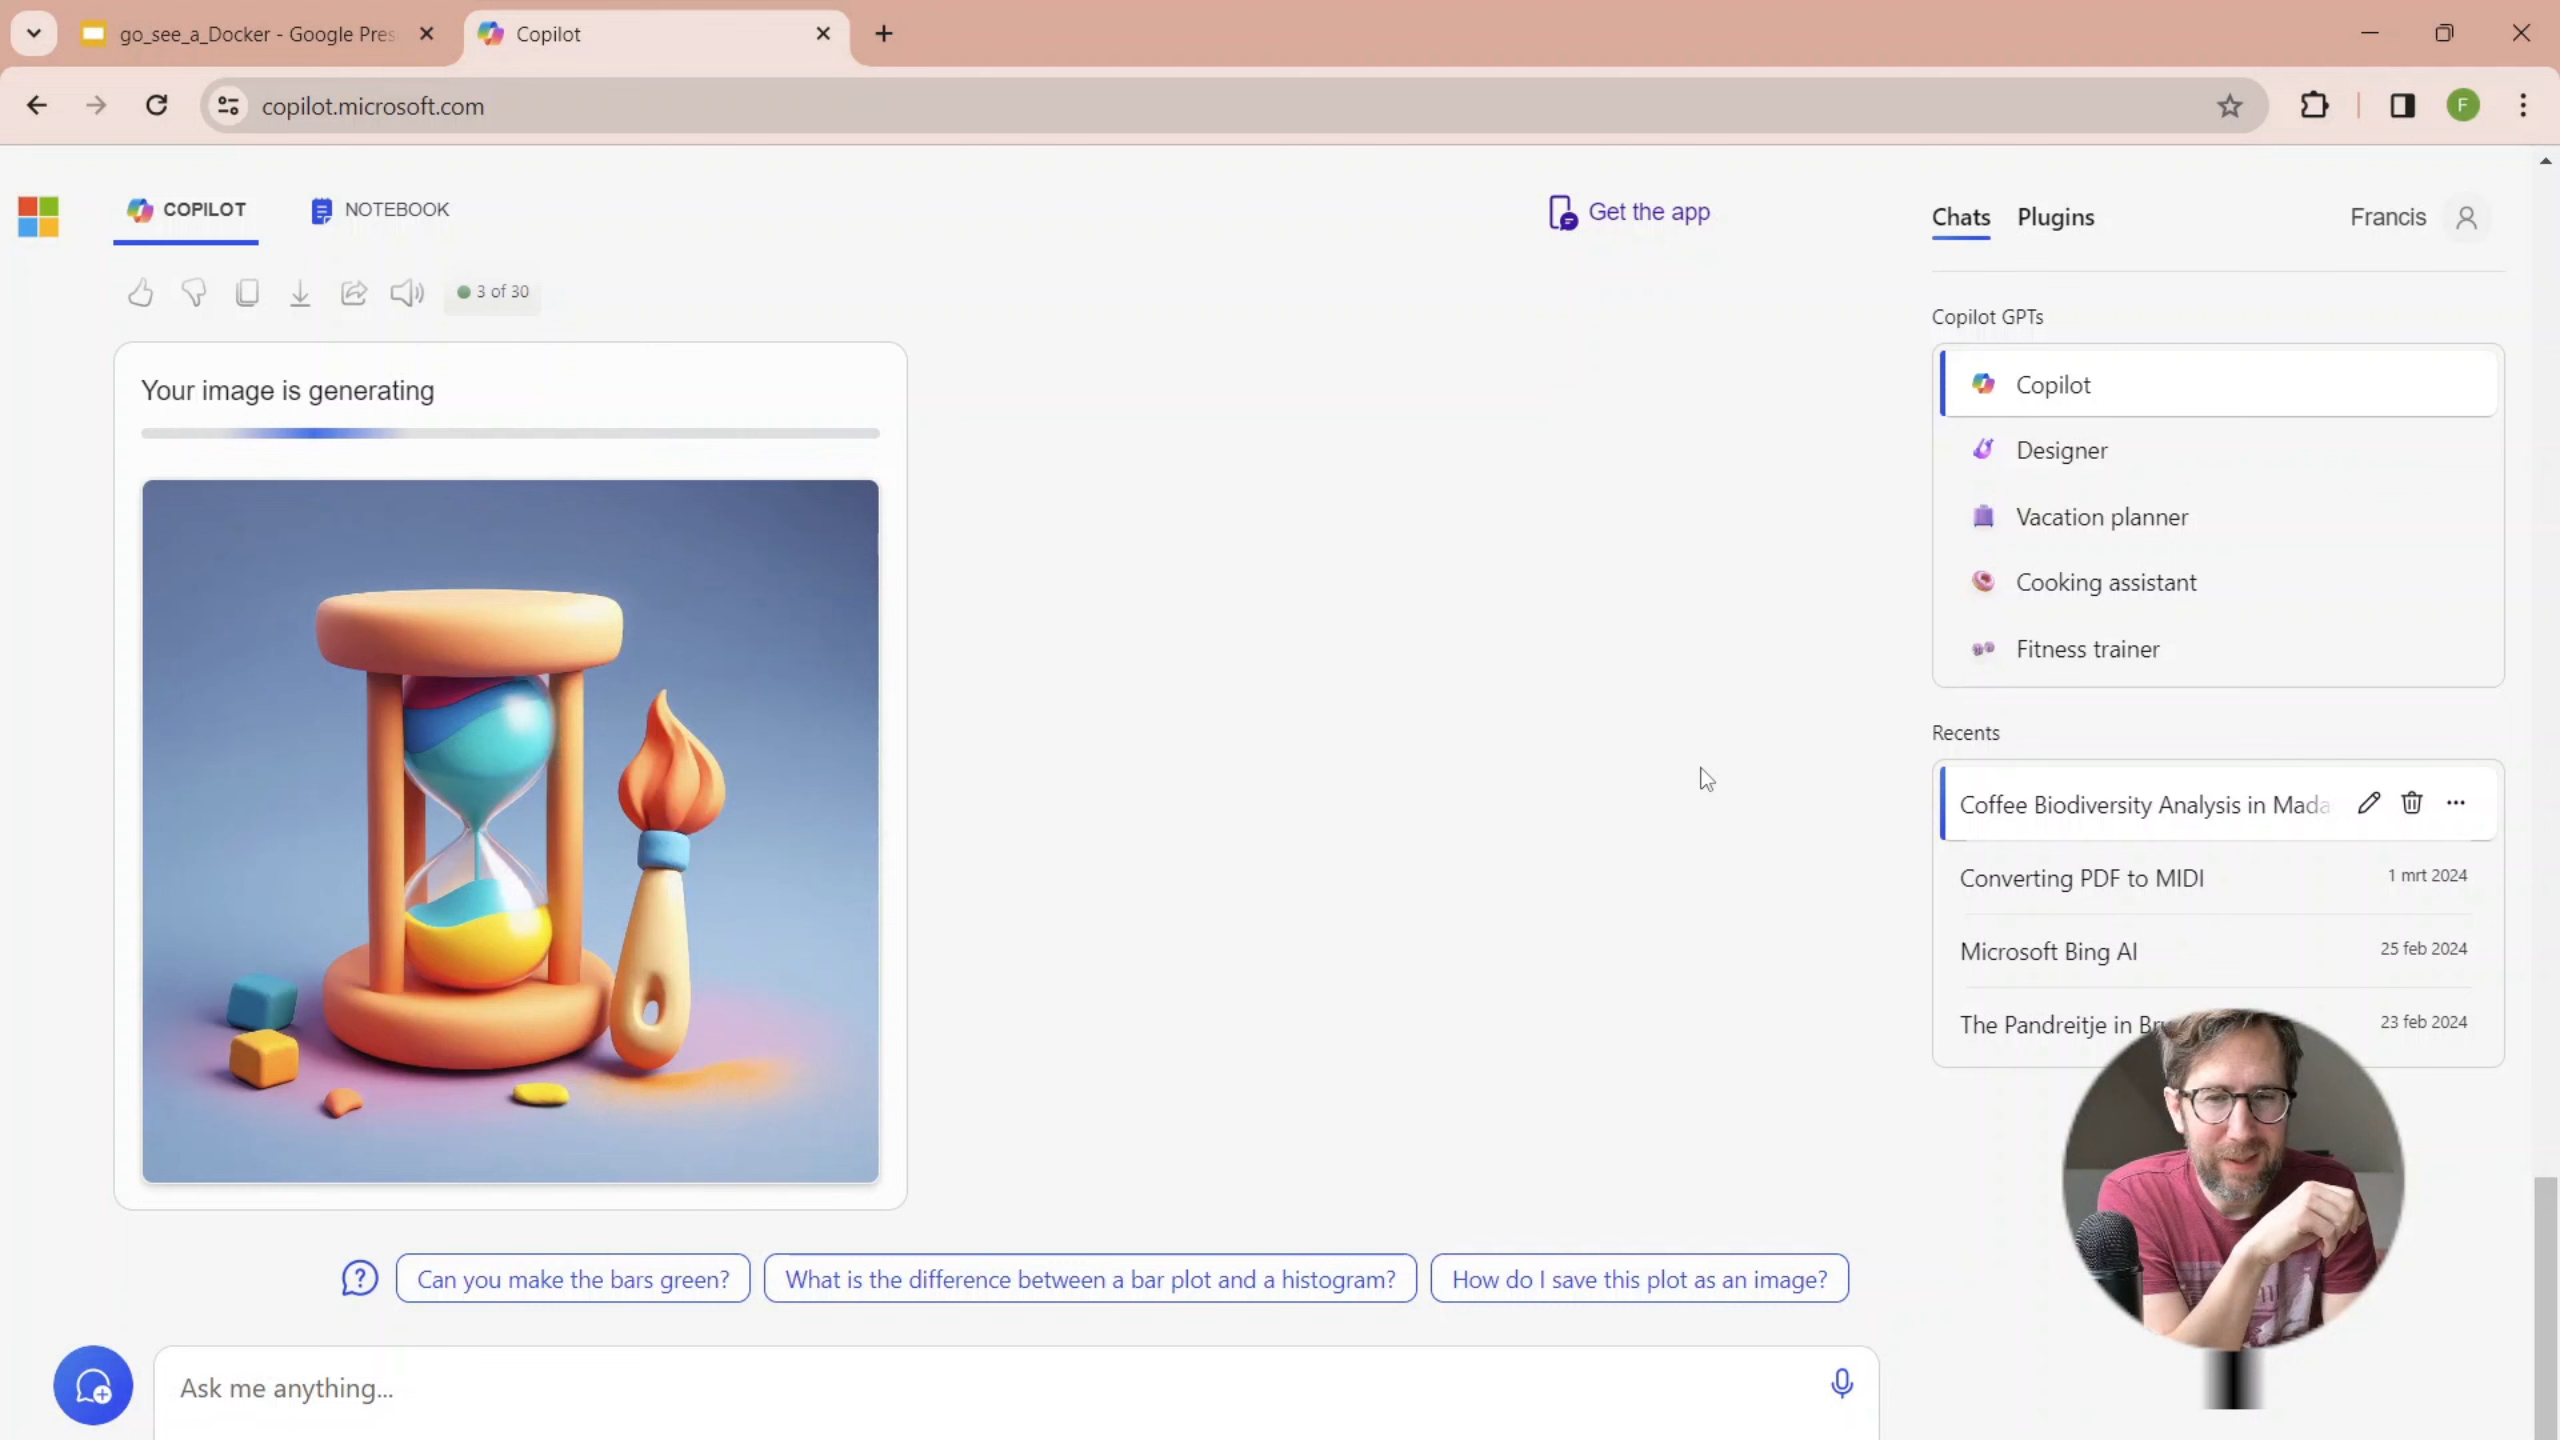 go_see_a_Docker - Google Pres
Copilot
copilot.microsoft.com
F
COPILOT
NOTEBOOK
Get the app
Chats
Plugins
Francis
3 of 30
Your image is generating
Copilot GPTs
Copilot
Designer
Vacation planner
Cooking assistant
Fitness trainer
Recents
Coffee Biodiversity Analysis in Mada
Converting PDF to MIDI
1 mrt 2024
Microsoft Bing AI
25 feb 2024
The Pandreitje in Br
23 feb 2024
Can you make the bars green?
What is the difference between a bar plot and a histogram?
How do I save this plot as an image?
Ask me anything...